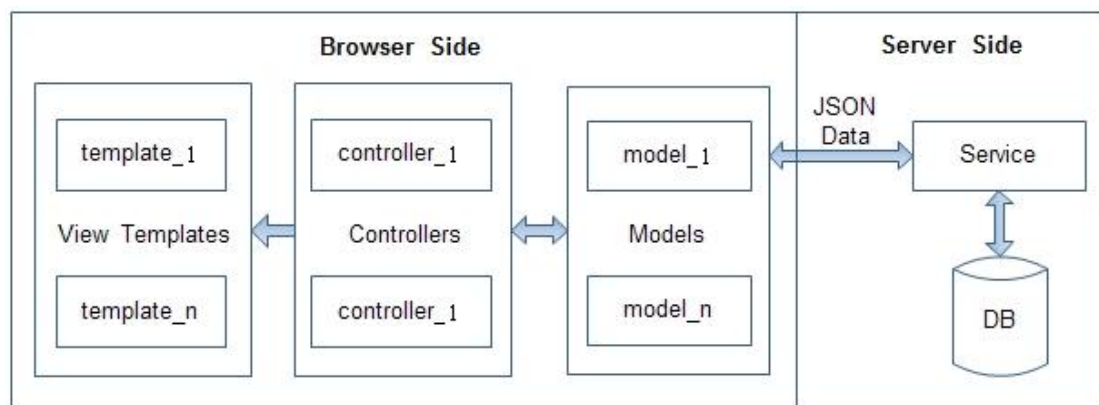 Browser Side
Server Side
template_1
View Templates
template_n
controller_1
Controllers
controller_1
model_1
Models
model_n
JSON
Data
Service
DB